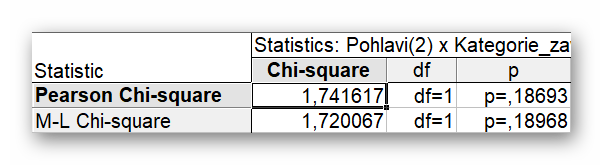 Statistics: Pohlavi(2) x Kategorie_za
Statistic Chi-square df p
Pearson Chi-square 1,741617 df=1 p=,18693
M-L Chi-square 1,720067 df=1 p=,18968